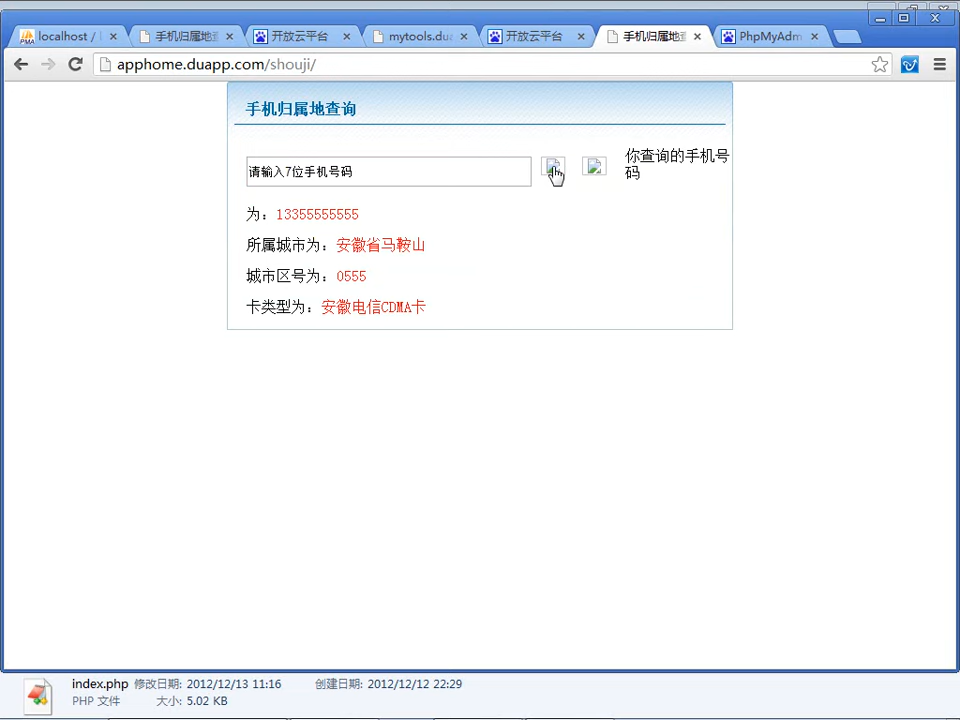 localhost /
手机归属地查
开放云平台
mytools.du
开放云平台
手机归属地查
PhpMyAdm
apphome.duapp.com/shouji/
手机归属地查询
请输入7位手机号码
你查询的手机号
码
为：13355555555
所属城市为：安徽省马鞍山
城市区号为：0555
卡类型为：安徽电信CDMA卡
index.php 修改日期: 2012/12/13 11:16 创建日期: 2012/12/12 22:29
PHP 文件 大小: 5.02 KB